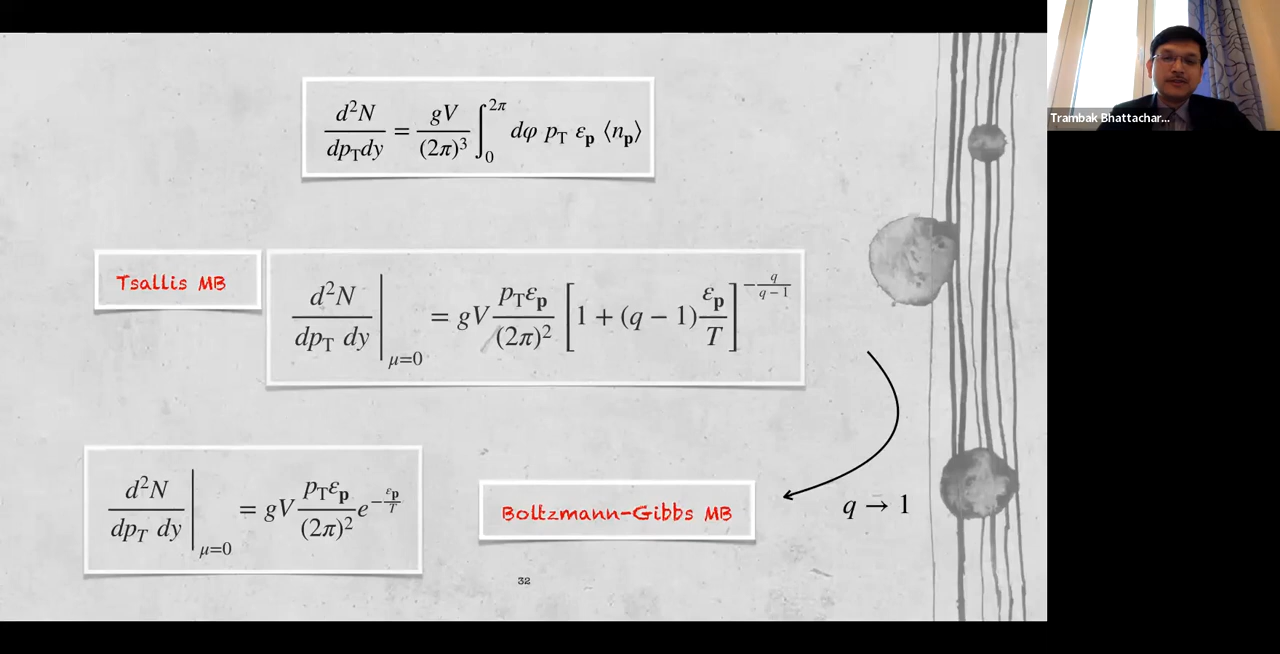 Trambak Bhattachar...
d²N/dp_T dy = gV/(2π)³ ∫₀^{2π} dφ p_T ε_p ⟨n_p⟩
Tsallis MB
d²N/dp_T dy |_{μ=0} = gV p_T ε_p/(2π)² [1 + (q − 1) ε_p/T]^{−q/(q−1)}
d²N/dp_T dy |_{μ=0} = gV p_T ε_p/(2π)² e^{−ε_p/T}
Boltzmann-Gibbs MB
q → 1
32